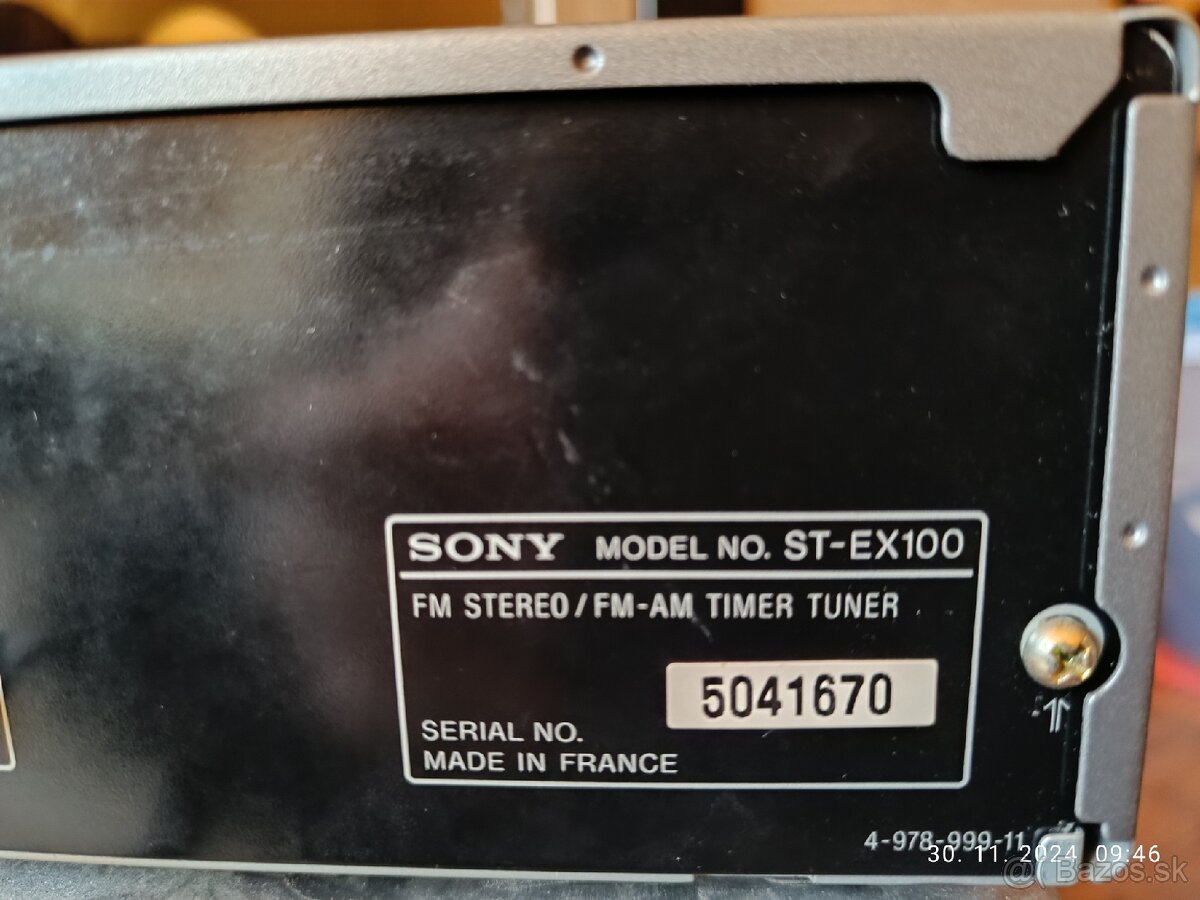 SONY MODEL NO. ST-EX100
FM STEREO/FM-AM TIMER TUNER
5041670
SERIAL NO.
MADE IN FRANCE
4-978-999-11
30. 11. 2024 09:46
@Bazos.sk